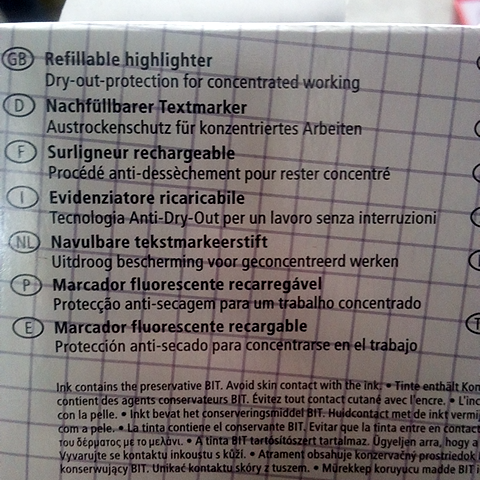 GB Refillable highlighter
Dry-out-protection for concentrated working
D Nachfüllbarer Textmarker
Austrockenschutz für konzentriertes Arbeiten
F Surligneur rechargeable
Procédé anti-dessèchement pour rester concentré
I Evidenziatore ricaricabile
Tecnologia Anti-Dry-Out per un lavoro senza interruzioni
NL Navulbare tekstmarkeerstift
Uitdroog bescherming voor geconcentreerd werken
P Marcador fluorescente recarregável
Protecção anti-secagem para um trabalho concentrado
E Marcador fluorescente recargable
Protección anti-secado para concentrarse en el trabajo
Ink contains the preservative BIT. Avoid skin contact with the ink. • Tinte enthält Kon
contient des agents conservateurs BIT. Évitez tout contact cutané avec l'encre. • L'inc
con la pelle. • Inkt bevat het conserveringsmiddel BIT. Huidcontact met de inkt vermij
com a pele. • La tinta contiene el conservante BIT. Evitar que la tinta entre en contact
του δέρματος με το μελάνι. • A tinta BIT tartósítószert tartalmaz. Ügyeljen arra, hogy a
Vyvarujte se kontaktu inkoustu s kůží. • Atrament obsahuje konzervačný prostriedok
konserwujący BIT. Unikać kontaktu skóry z tuszem. • Mürekkep koruyucu madde BIT i